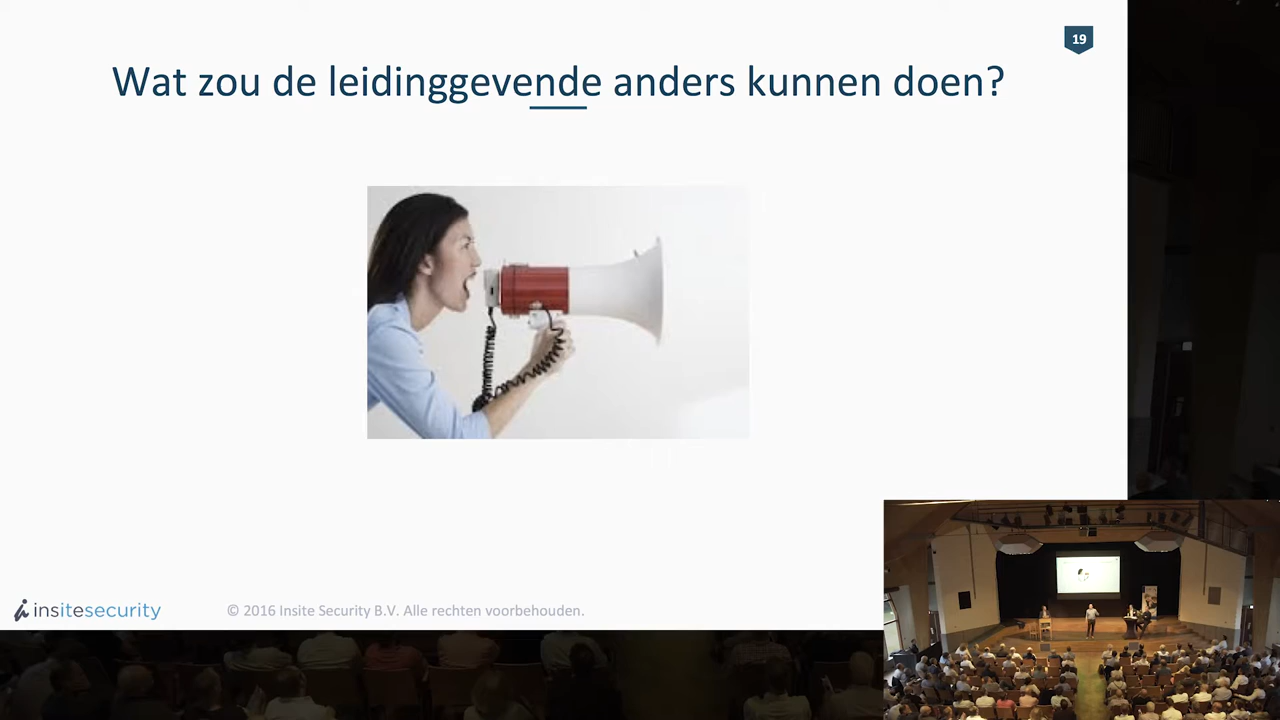 19
Wat zou de leidinggevende anders kunnen doen?
insitesecurity
© 2016 Insite Security B.V. Alle rechten voorbehouden.